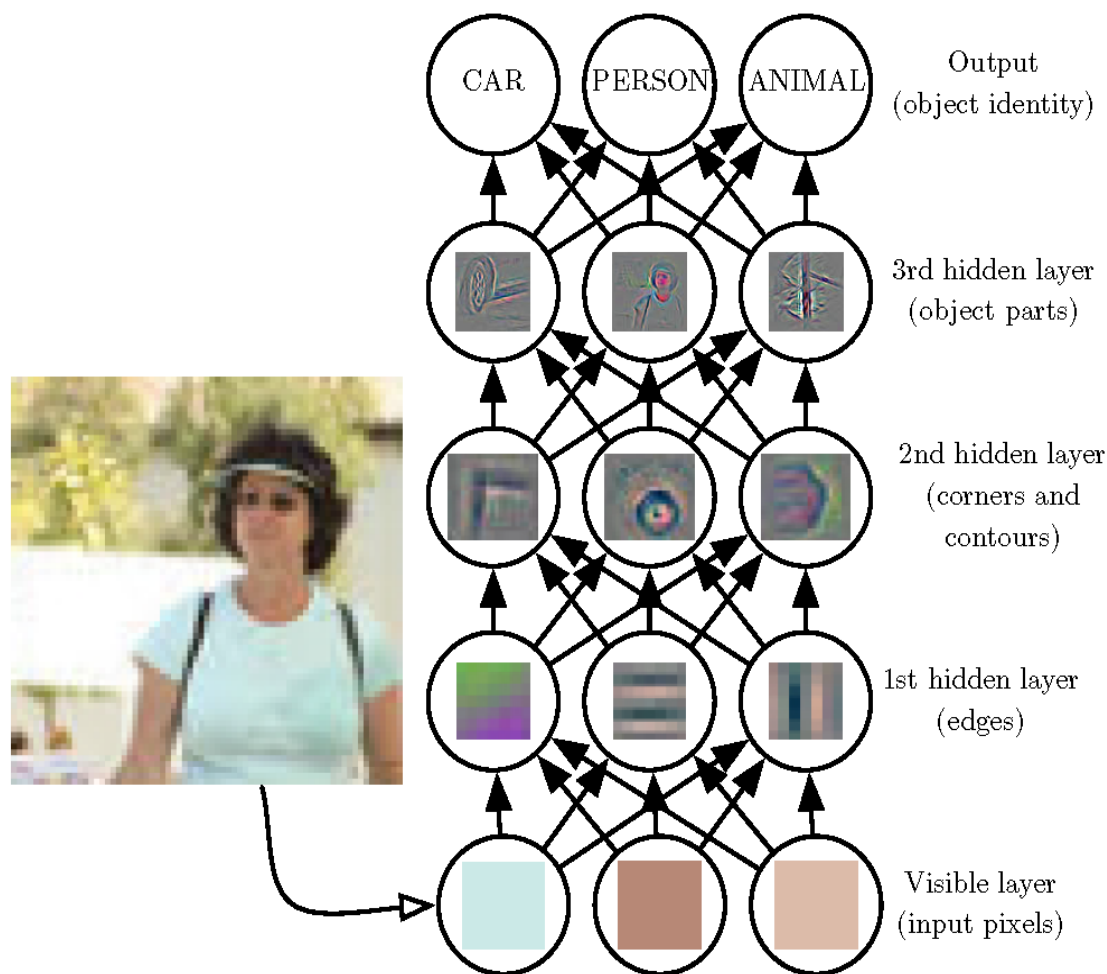 CAR
PERSON
ANIMAL
Output
(object identity)
3rd hidden layer
(object parts)
2nd hidden layer
(corners and
contours)
1st hidden layer
(edges)
Visible layer
(input pixels)